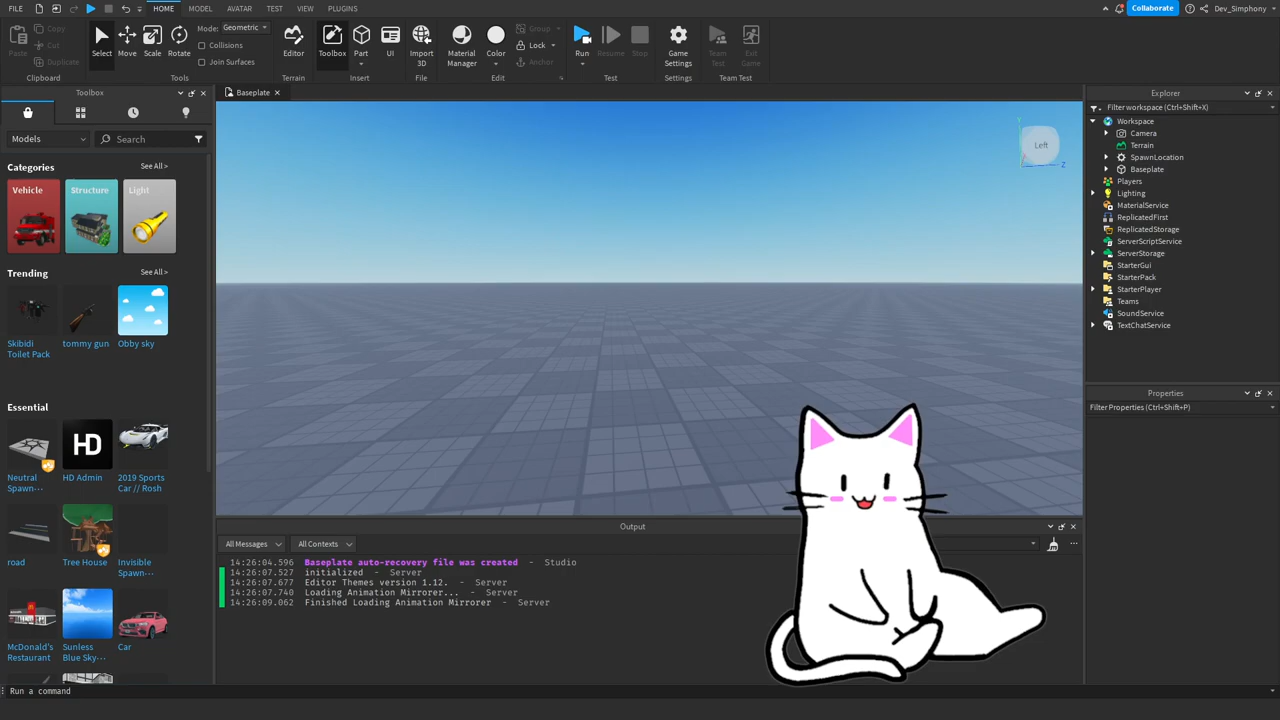 FILE
HOME
MODEL
AVATAR
TEST
VIEW
PLUGINS
Collaborate
Dev_Simphony
Paste
Copy
Cut
Duplicate
Clipboard
Select
Move
Scale
Rotate
Mode: Geometric
Collisions
Join Surfaces
Tools
Editor
Terrain
Toolbox
Part
UI
Insert
Import
3D
File
Material
Manager
Color
Group
Lock
Anchor
Edit
Run
Resume
Stop
Test
Game
Settings
Settings
Team
Test
Exit
Game
Team Test
Toolbox
Models
Search
Categories
See All >
Vehicle
Structure
Light
Trending
See All >
Skibidi
Toilet Pack
tommy gun
Obby sky
Essential
See All >
Neutral
Spawn···
HD
HD Admin
2019 Sports
Car // Rosh
road
Tree House
Invisible
Spawn···
McDonald's
Restaurant
Sunless
Blue Sky···
Car
Baseplate
Left
Y
Z
Output
All Messages
All Contexts
14:26:04.596 Baseplate auto-recovery file was created - Studio
14:26:07.527 initialized - Server
14:26:07.677 Editor Themes version 1.12. - Server
14:26:07.740 Loading Animation Mirrorer... - Server
14:26:09.062 Finished Loading Animation Mirrorer - Server
Explorer
Filter workspace (Ctrl+Shift+X)
Workspace
Camera
Terrain
SpawnLocation
Baseplate
Players
Lighting
MaterialService
ReplicatedFirst
ReplicatedStorage
ServerScriptService
ServerStorage
StarterGui
StarterPack
StarterPlayer
Teams
SoundService
TextChatService
Properties
Filter Properties (Ctrl+Shift+P)
Run a command